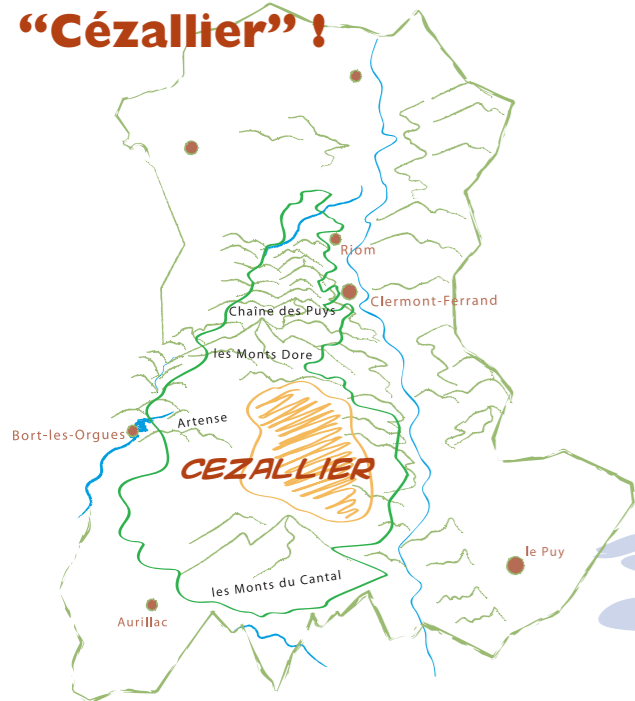 “Cézallier” !
Riom
Clermont-Ferrand
Chaîne des Puys
les Monts Dore
Artense
Bort-les-Orgues
CEZALLIER
le Puy
les Monts du Cantal
Aurillac